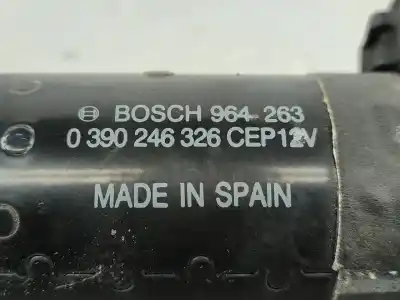 BOSCH 964 263
0 390 246 326 CEP12V
MADE IN SPAIN